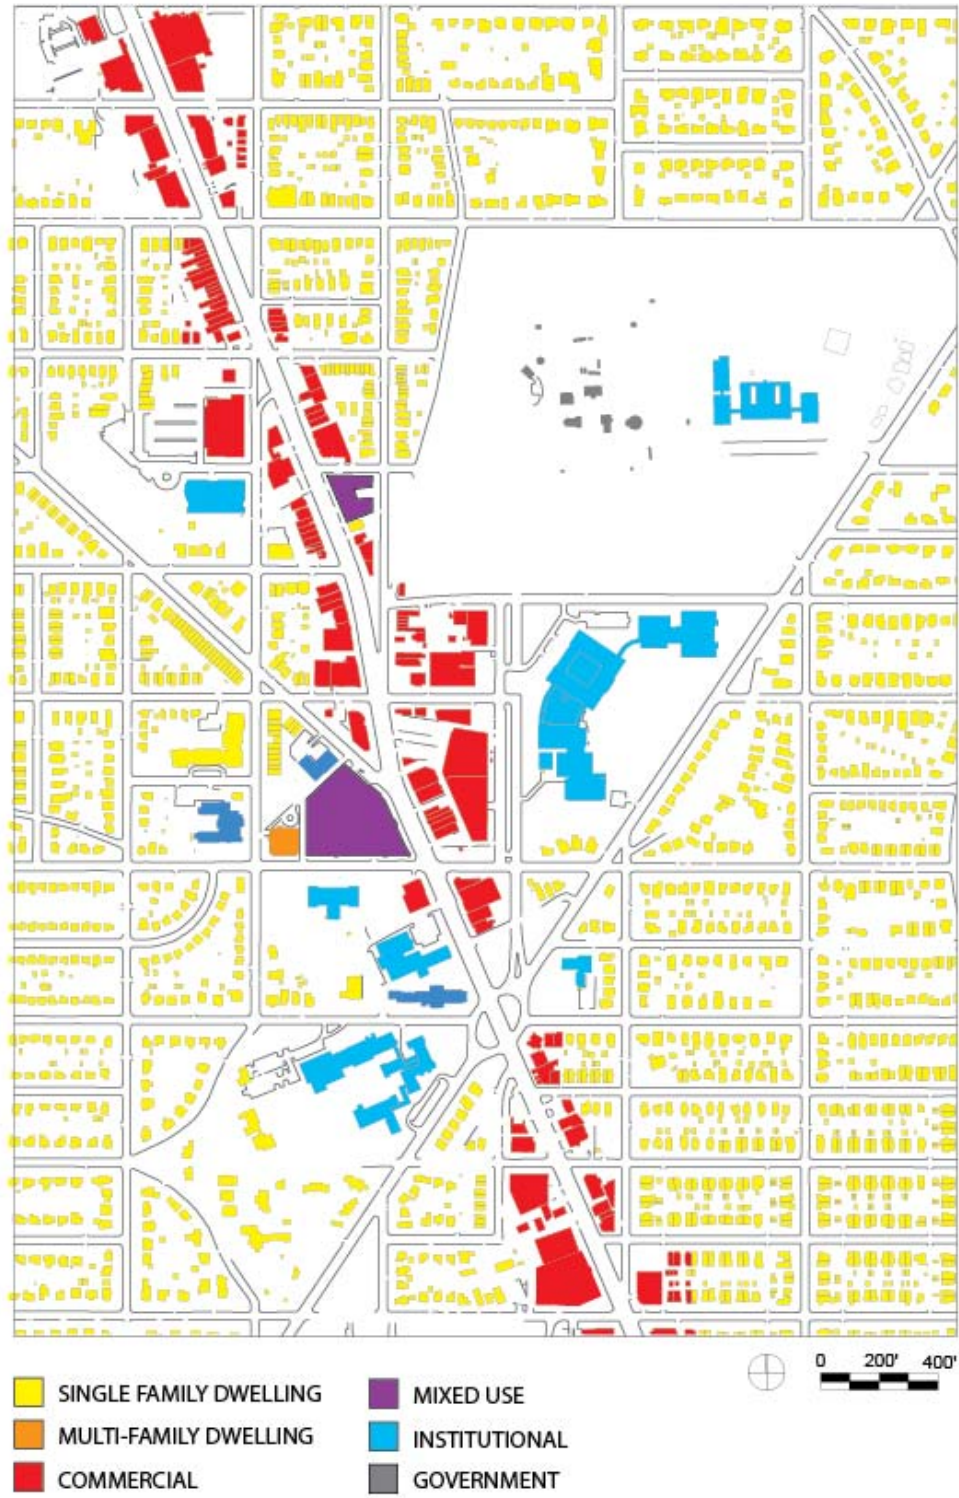 0 200' 400'
SINGLE FAMILY DWELLING MIXED USE
MULTI-FAMILY DWELLING INSTITUTIONAL
COMMERCIAL GOVERNMENT